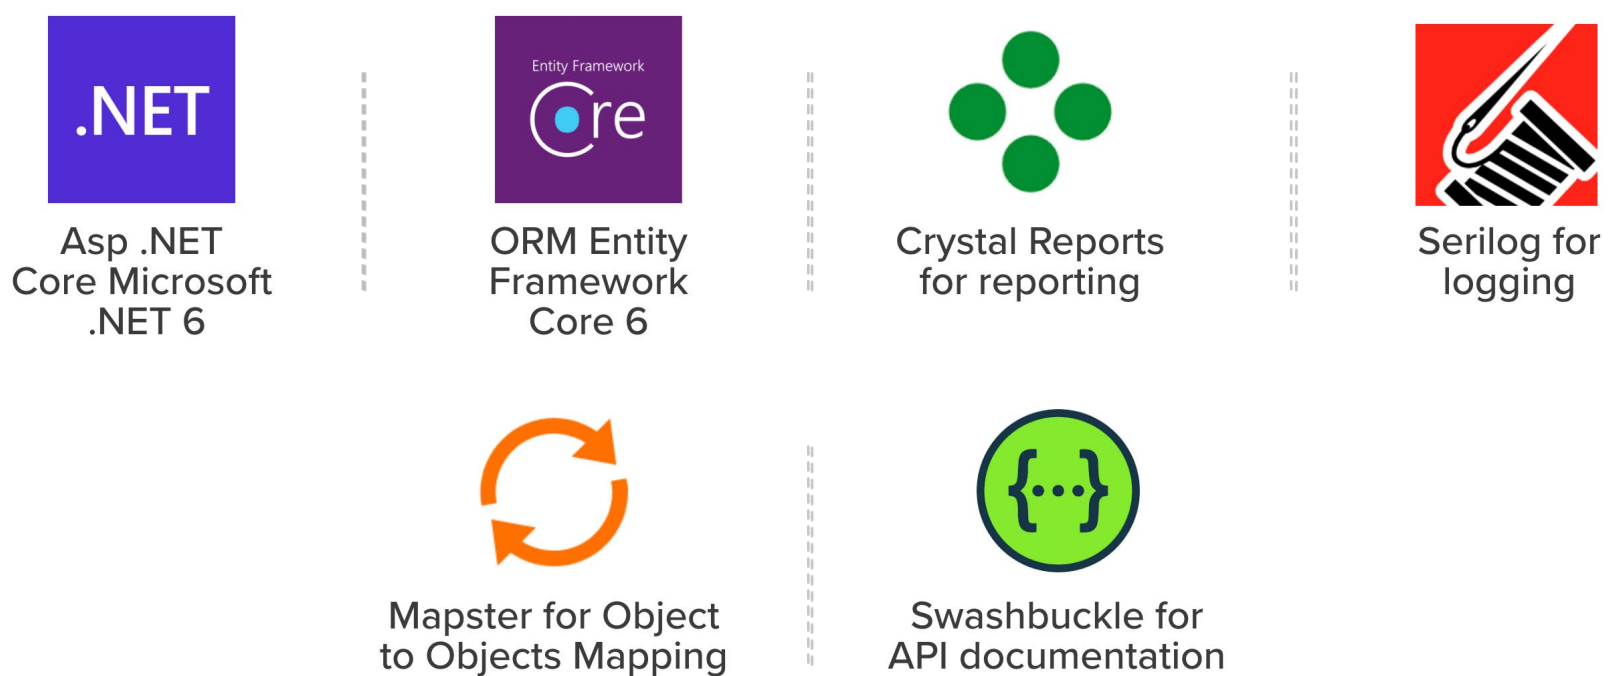 .NET
Asp .NET
Core Microsoft
.NET 6
Entity Framework
Core
ORM Entity
Framework
Core 6
Crystal Reports
for reporting
Serilog for
logging
Mapster for Object
to Objects Mapping
{...}
Swashbuckle for
API documentation